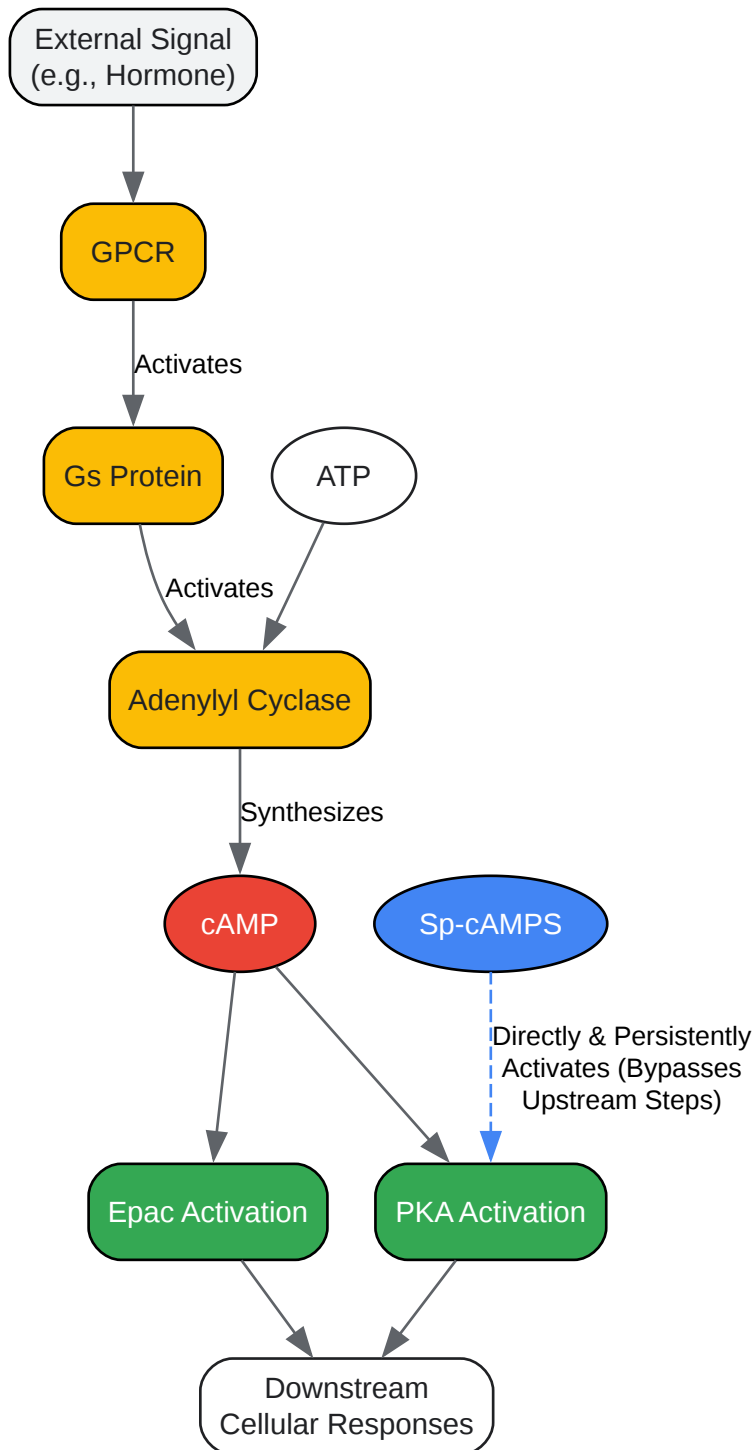 External Signal
(e.g., Hormone)
GPCR
Activates
Gs Protein
ATP
Activates
Adenylyl Cyclase
Synthesizes
cAMP
Sp-cAMPS
Directly & Persistently
Activates (Bypasses
Upstream Steps)
Epac Activation
PKA Activation
Downstream
Cellular Responses